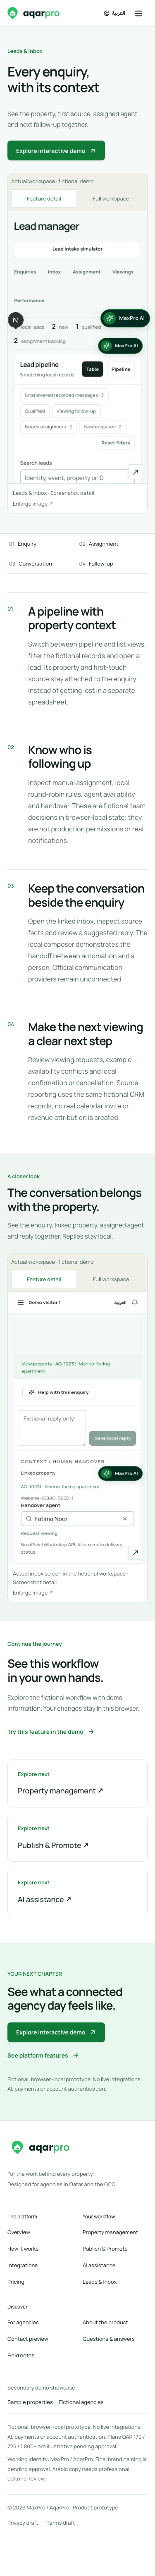 aqarpro
العربية
Leads & Inbox
Every enquiry,
with its context
See the property, first source, assigned agent
and next follow-up together.
Explore interactive demo
Actual workspace · fictional demo
Feature detail
Full workspace
Lead manager
Lead intake simulator
Enquiries
Inbox
Assignment
Viewings
Performance
MaxPro AI
N
local leads
2 new
1 qualified
2 assignment backlog
MaxPro AI
Lead pipeline
5 matching local records
Table
Pipeline
Unanswered recorded messages · 3
Qualified
Viewing follow-up
Needs assignment · 2
New enquiries · 2
Reset filters
Search leads
Identity, event, property or ID
Leads & Inbox · Screenshot detail
Enlarge image ↗
01 Enquiry
02 Assignment
03 Conversation
04 Follow-up
01
A pipeline with
property context
Switch between pipeline and list views,
filter the fictional records and open a
lead. Its property and first-touch
source stay attached to the enquiry
instead of getting lost in a separate
spreadsheet.
02
Know who is
following up
Inspect manual assignment, local
round-robin rules, agent availability
and handover. These are fictional team
decisions in browser-local state; they
are not production permissions or real
notifications.
03
Keep the conversation
beside the enquiry
Open the linked inbox, inspect source
facts and review a suggested reply. The
local composer demonstrates the
handoff between automation and a
person. Official communication
providers remain unconnected.
04
Make the next viewing
a clear next step
Review viewing requests, example
availability conflicts and local
confirmation or cancellation. Source
reporting uses the same fictional CRM
records; no real calendar invite or
revenue attribution is created.
A closer look
The conversation belongs
with the property.
See the enquiry, linked property, assigned agent
and reply together. Replies stay local.
Actual workspace · fictional demo
Feature detail
Full workspace
Demo visitor 1
العربية
View property · AQ-10231 · Marina-facing
apartment
Help with this enquiry
Fictional reply only
Save local reply
CONTEXT / HUMAN HANDOVER
Linked property
MaxPro AI
AQ-10231 · Marina-facing apartment
Website · (DEMO-SEED)-1
Handover agent
Fatima Noor
Request viewing
No official WhatsApp API, AI or remote delivery
status.
Actual inbox screen in the fictional workspace ·
Screenshot detail
Enlarge image ↗
Continue the journey
See this workflow
in your own hands.
Explore the fictional workflow with demo
information. Your changes stay in this browser.
Try this feature in the demo →
Explore next
Property management ↗
Explore next
Publish & Promote ↗
Explore next
AI assistance ↗
YOUR NEXT CHAPTER
See what a connected
agency day feels like.
Explore interactive demo
See platform features →
Fictional, browser-local prototype. No live integrations,
AI, payments or account authentication.
aqarpro
For the work behind every property.
Designed for agencies in Qatar and the GCC.
The platform
Your workflow
Overview
Property management
How it works
Publish & Promote
Integrations
AI assistance
Pricing
Leads & Inbox
Discover
For agencies
About the product
Contact preview
Questions & answers
Field notes
Secondary demo showcase
Sample properties
Fictional agencies
Fictional, browser-local prototype. No live integrations,
AI, payments or account authentication. Plans QAR 179 /
725 / 1,800+ are illustrative pending approval.
Working identity: MaxPro / AqarPro. Final brand naming is
pending approval. Arabic copy needs professional
editorial review.
© 2026 MaxPro / AqarPro · Product prototype
Privacy draft
Terms draft